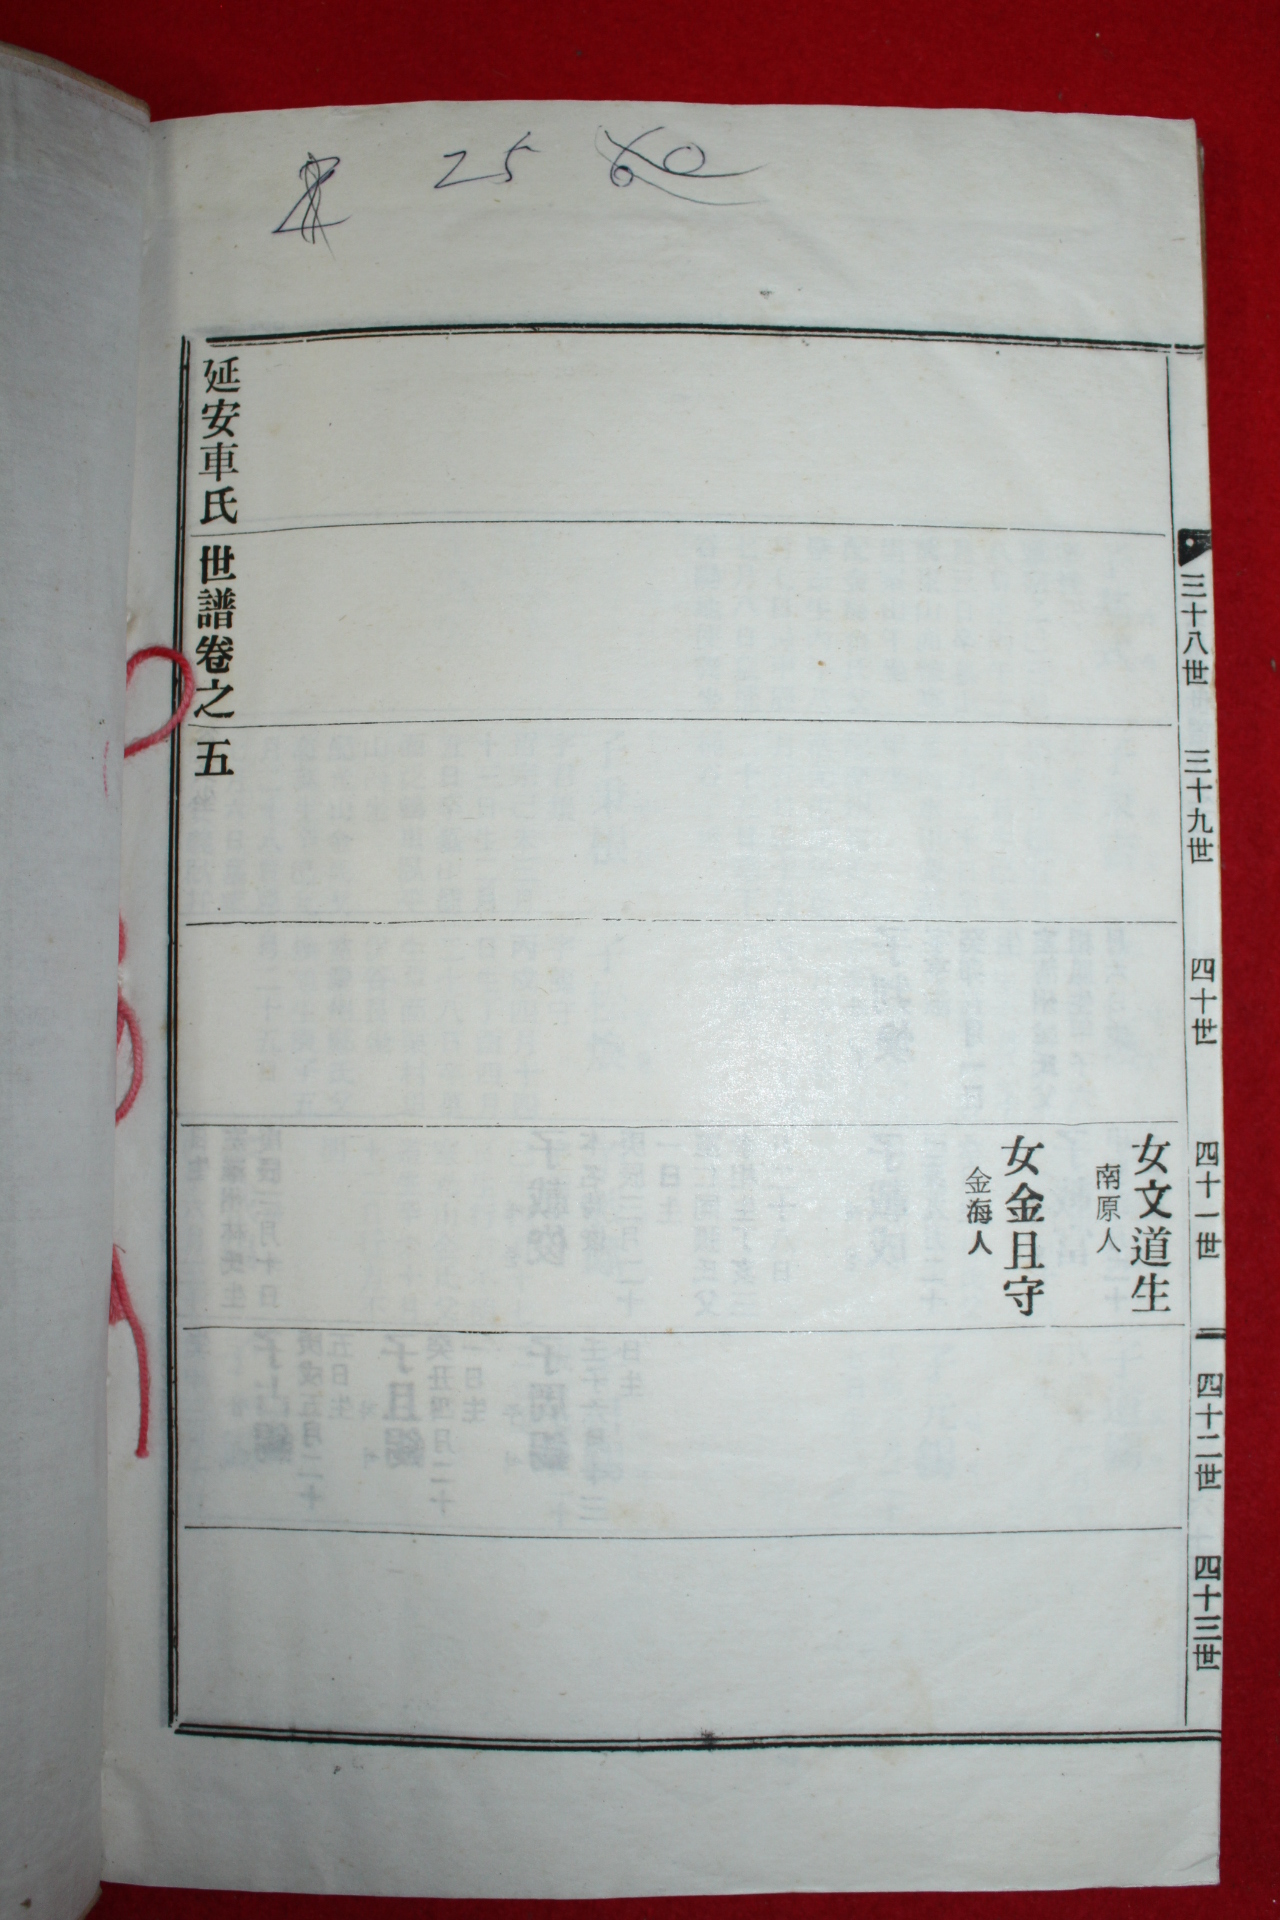 25 60
三十八世
三十九世
四十世
四十一世
四十二世
四十三世
女文道生
南原人
女金且守
金海人
延安車氏世譜卷之五